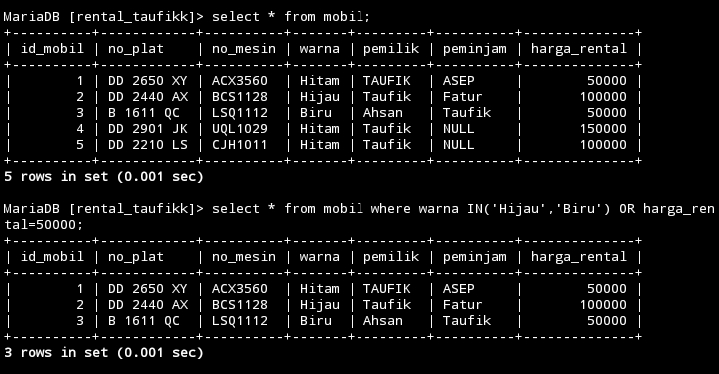 MariaDB [rental_taufikk]> select * from mobil;
+----------+------------+----------+-------+---------+----------+--------------+
| id_mobil | no_plat    | no_mesin | warna | pemilik | peminjam | harga_rental |
+----------+------------+----------+-------+---------+----------+--------------+
|        1 | DD 2650 XY | ACX3560  | Hitam | TAUFIK  | ASEP     |        50000 |
|        2 | DD 2440 AX | BCS1128  | Hijau | Taufik  | Fatur    |       100000 |
|        3 | B 1611 QC  | LSQ1112  | Biru  | Ahsan   | Taufik   |        50000 |
|        4 | DD 2901 JK | UQL1029  | Hitam | Taufik  | NULL     |       150000 |
|        5 | DD 2210 LS | CJH1011  | Hitam | Taufik  | NULL     |       100000 |
+----------+------------+----------+-------+---------+----------+--------------+
5 rows in set (0.001 sec)
MariaDB [rental_taufikk]> select * from mobil where warna IN('Hijau','Biru') OR harga_ren
tal=50000;
+----------+------------+----------+-------+---------+----------+--------------+
| id_mobil | no_plat    | no_mesin | warna | pemilik | peminjam | harga_rental |
+----------+------------+----------+-------+---------+----------+--------------+
|        1 | DD 2650 XY | ACX3560  | Hitam | TAUFIK  | ASEP     |        50000 |
|        2 | DD 2440 AX | BCS1128  | Hijau | Taufik  | Fatur    |       100000 |
|        3 | B 1611 QC  | LSQ1112  | Biru  | Ahsan   | Taufik   |        50000 |
+----------+------------+----------+-------+---------+----------+--------------+
3 rows in set (0.001 sec)